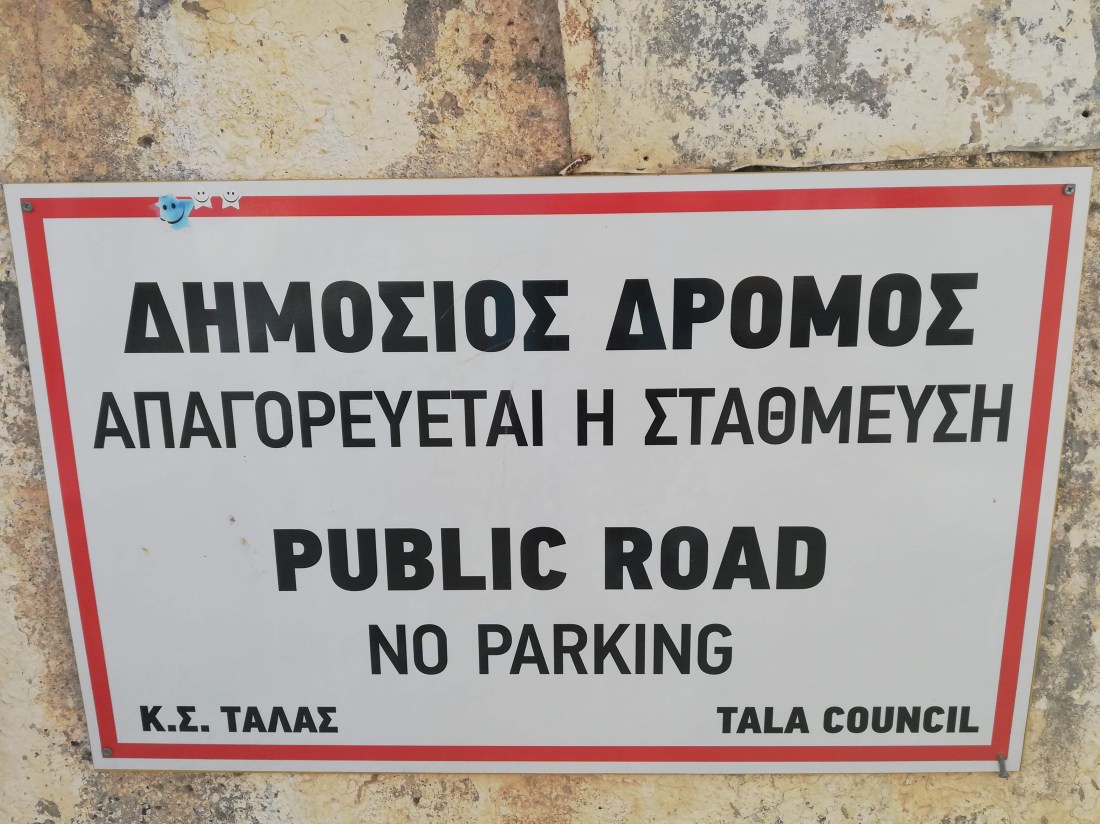 ΔΗΜΟΣΙΟΣ ΔΡΟΜΟΣ
ΑΠΑΓΟΡΕΥΕΤΑΙ Η ΣΤΑΘΜΕΥΣΗ
PUBLIC ROAD
NO PARKING
Κ.Σ. ΤΑΛΑΣ
TALA COUNCIL